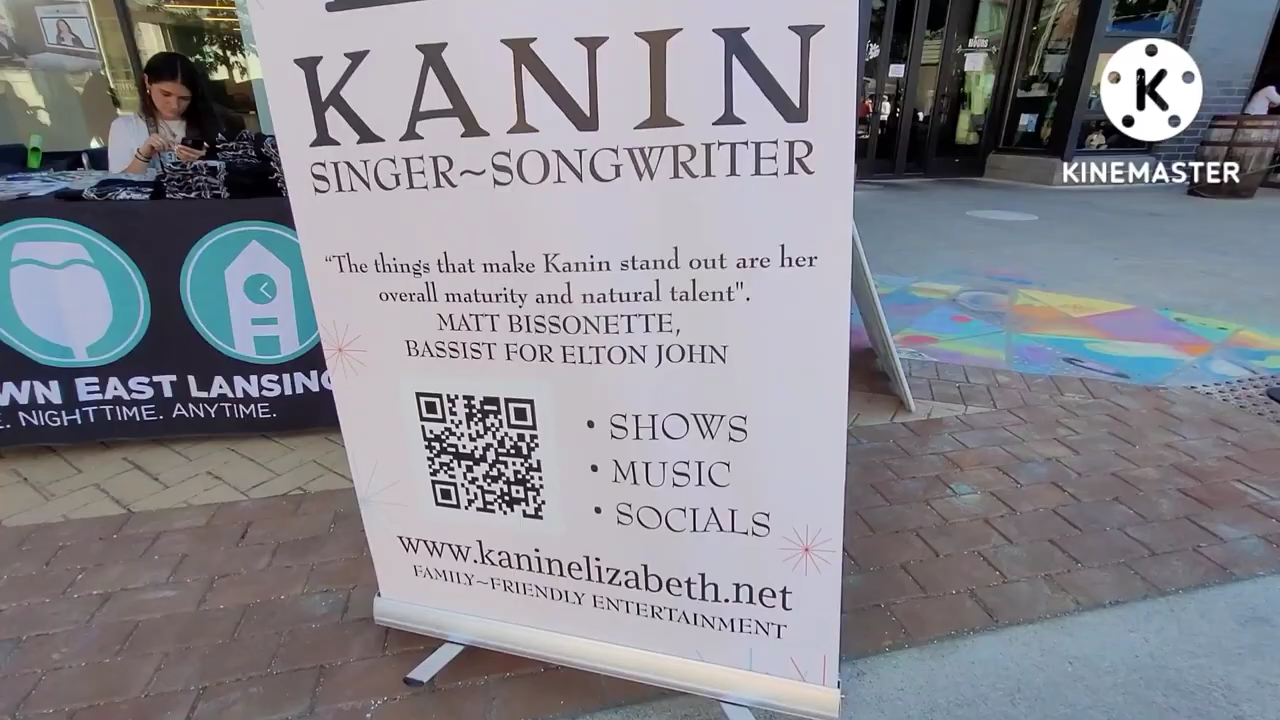 KANIN
SINGER~SONGWRITER
“The things that make Kanin stand out are her
overall maturity and natural talent".
MATT BISSONETTE,
BASSIST FOR ELTON JOHN
• SHOWS
• MUSIC
• SOCIALS
www.kaninelizabeth.net
FAMILY~FRIENDLY ENTERTAINMENT
WN EAST LANSING
E. NIGHTTIME. ANYTIME.
K
KINEMASTER